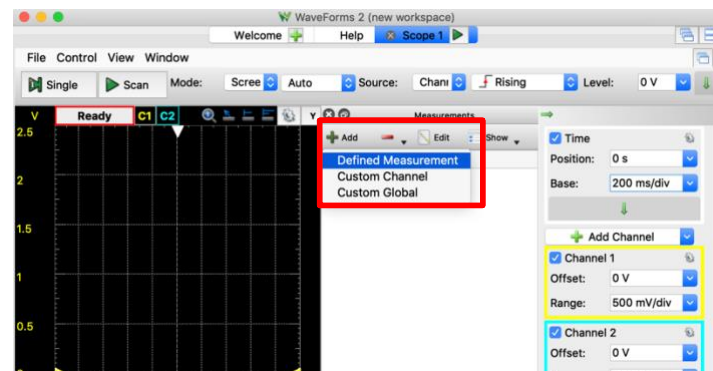 WaveForms 2 (new workspace)
Welcome Help Scope 1
File Control View Window
Single Scan Mode: Scree Auto Source: Chann Rising Level: 0 V
V Ready C1 C2 Y Measurements
Add Edit Show
Defined Measurement
Custom Channel
Custom Global
2.5
2
1.5
1
0.5
Time
Position: 0 s
Base: 200 ms/div
Add Channel
Channel 1
Offset: 0 V
Range: 500 mV/div
Channel 2
Offset: 0 V